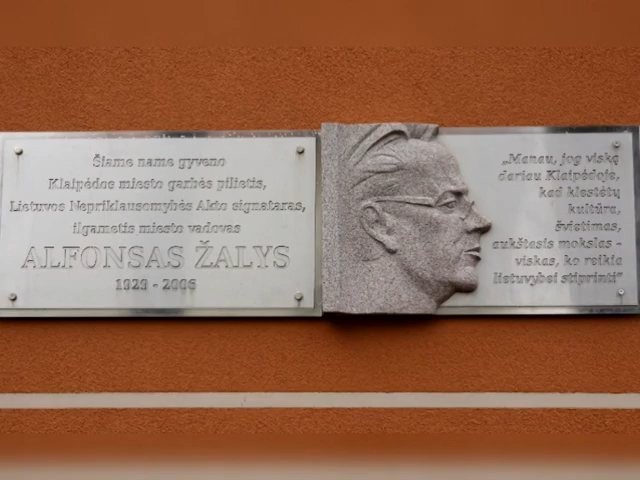 Šiame name gyveno
Klaipėdos miesto garbės pilietis,
Lietuvos Nepriklausomybės Akto signataras,
ilgametis miesto vadovas
ALFONSAS ŽALYS
1929 - 2006
„Manau, jog viską
dariau Klaipėdoje,
kad klestėtų
kultūra,
švietimas,
aukštasis mokslas -
viskas, ko reikia
lietuvybei stiprinti”